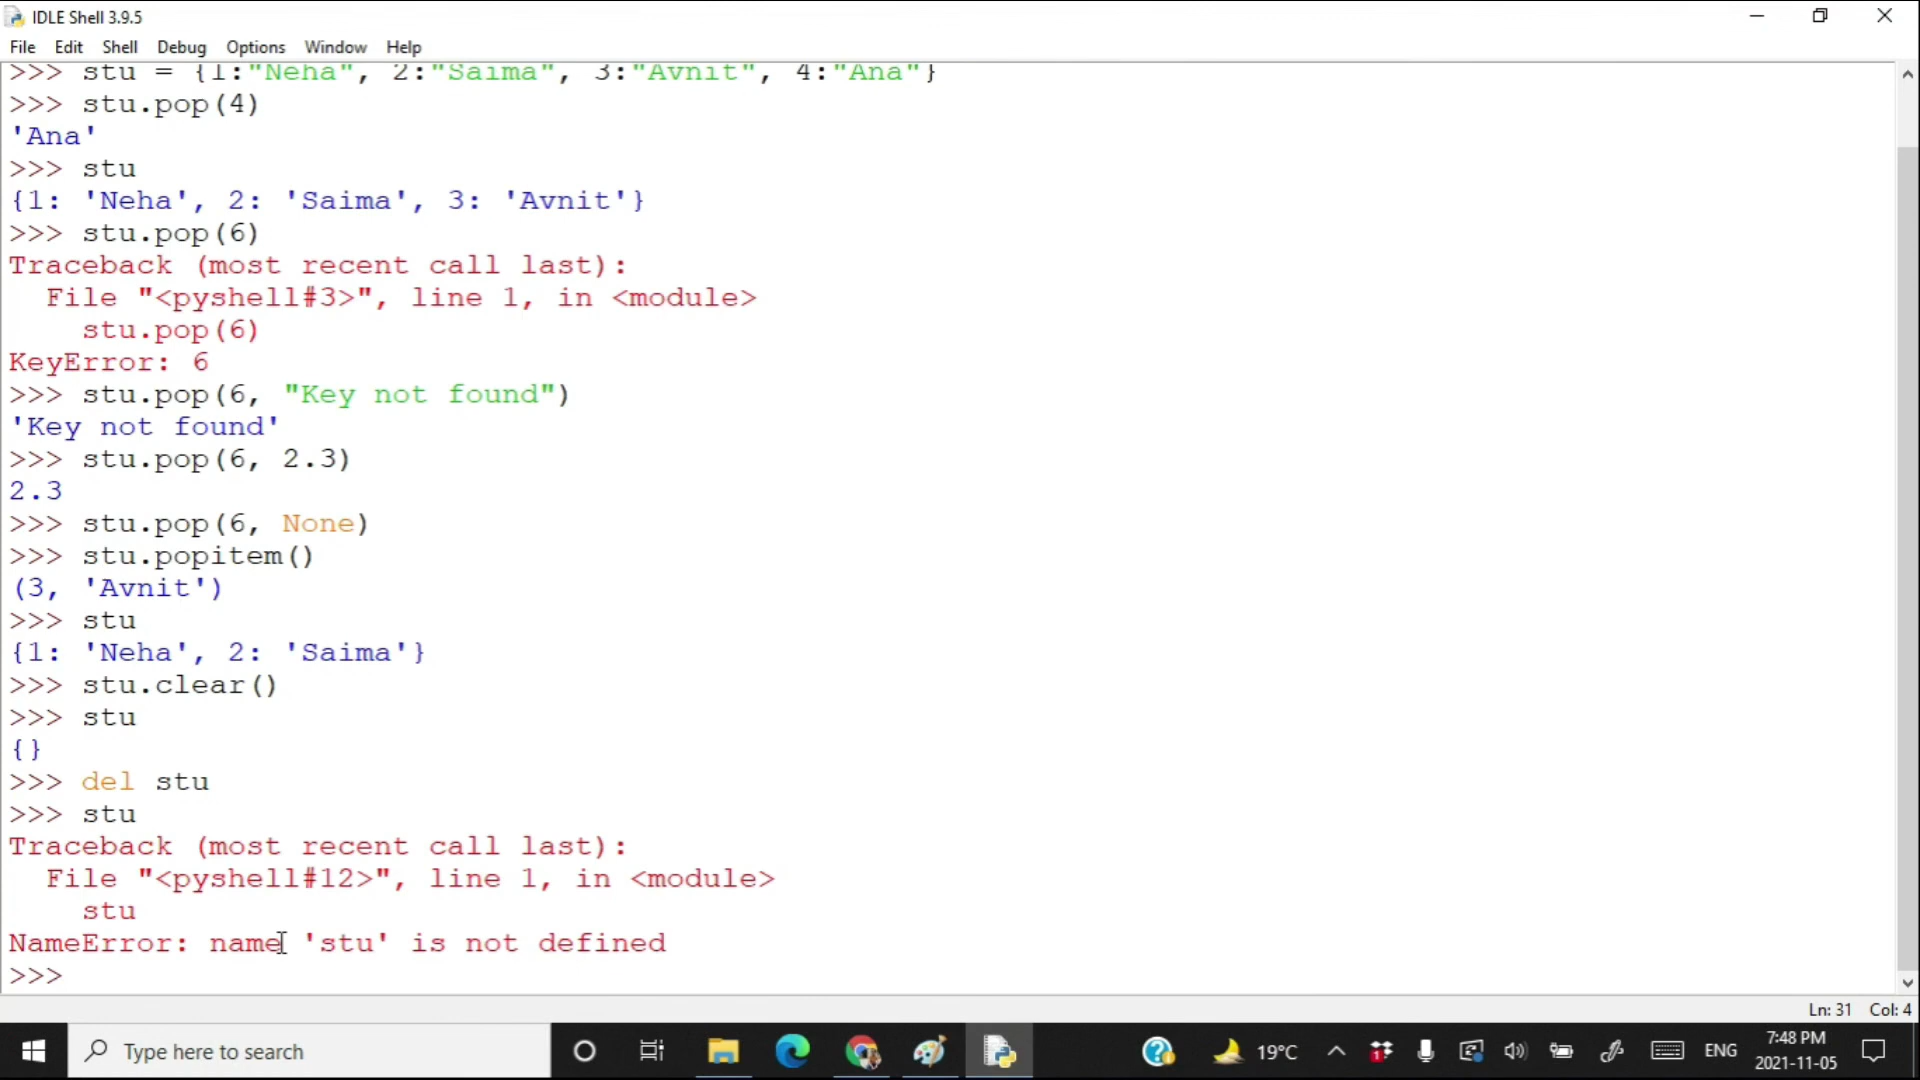 IDLE Shell 3.9.5
File Edit Shell Debug Options Window Help
>>> stu = {1:"Neha", 2:"Saima", 3:"Avnit", 4:"Ana"}
>>> stu.pop(4)
'Ana'
>>> stu
{1: 'Neha', 2: 'Saima', 3: 'Avnit'}
>>> stu.pop(6)
Traceback (most recent call last):
  File "<pyshell#3>", line 1, in <module>
    stu.pop(6)
KeyError: 6
>>> stu.pop(6, "Key not found")
'Key not found'
>>> stu.pop(6, 2.3)
2.3
>>> stu.pop(6, None)
>>> stu.popitem()
(3, 'Avnit')
>>> stu
{1: 'Neha', 2: 'Saima'}
>>> stu.clear()
>>> stu
{}
>>> del stu
>>> stu
Traceback (most recent call last):
  File "<pyshell#12>", line 1, in <module>
    stu
NameError: name 'stu' is not defined
>>>
Ln: 31 Col: 4
Type here to search
19°C
ENG
7:48 PM
2021-11-05